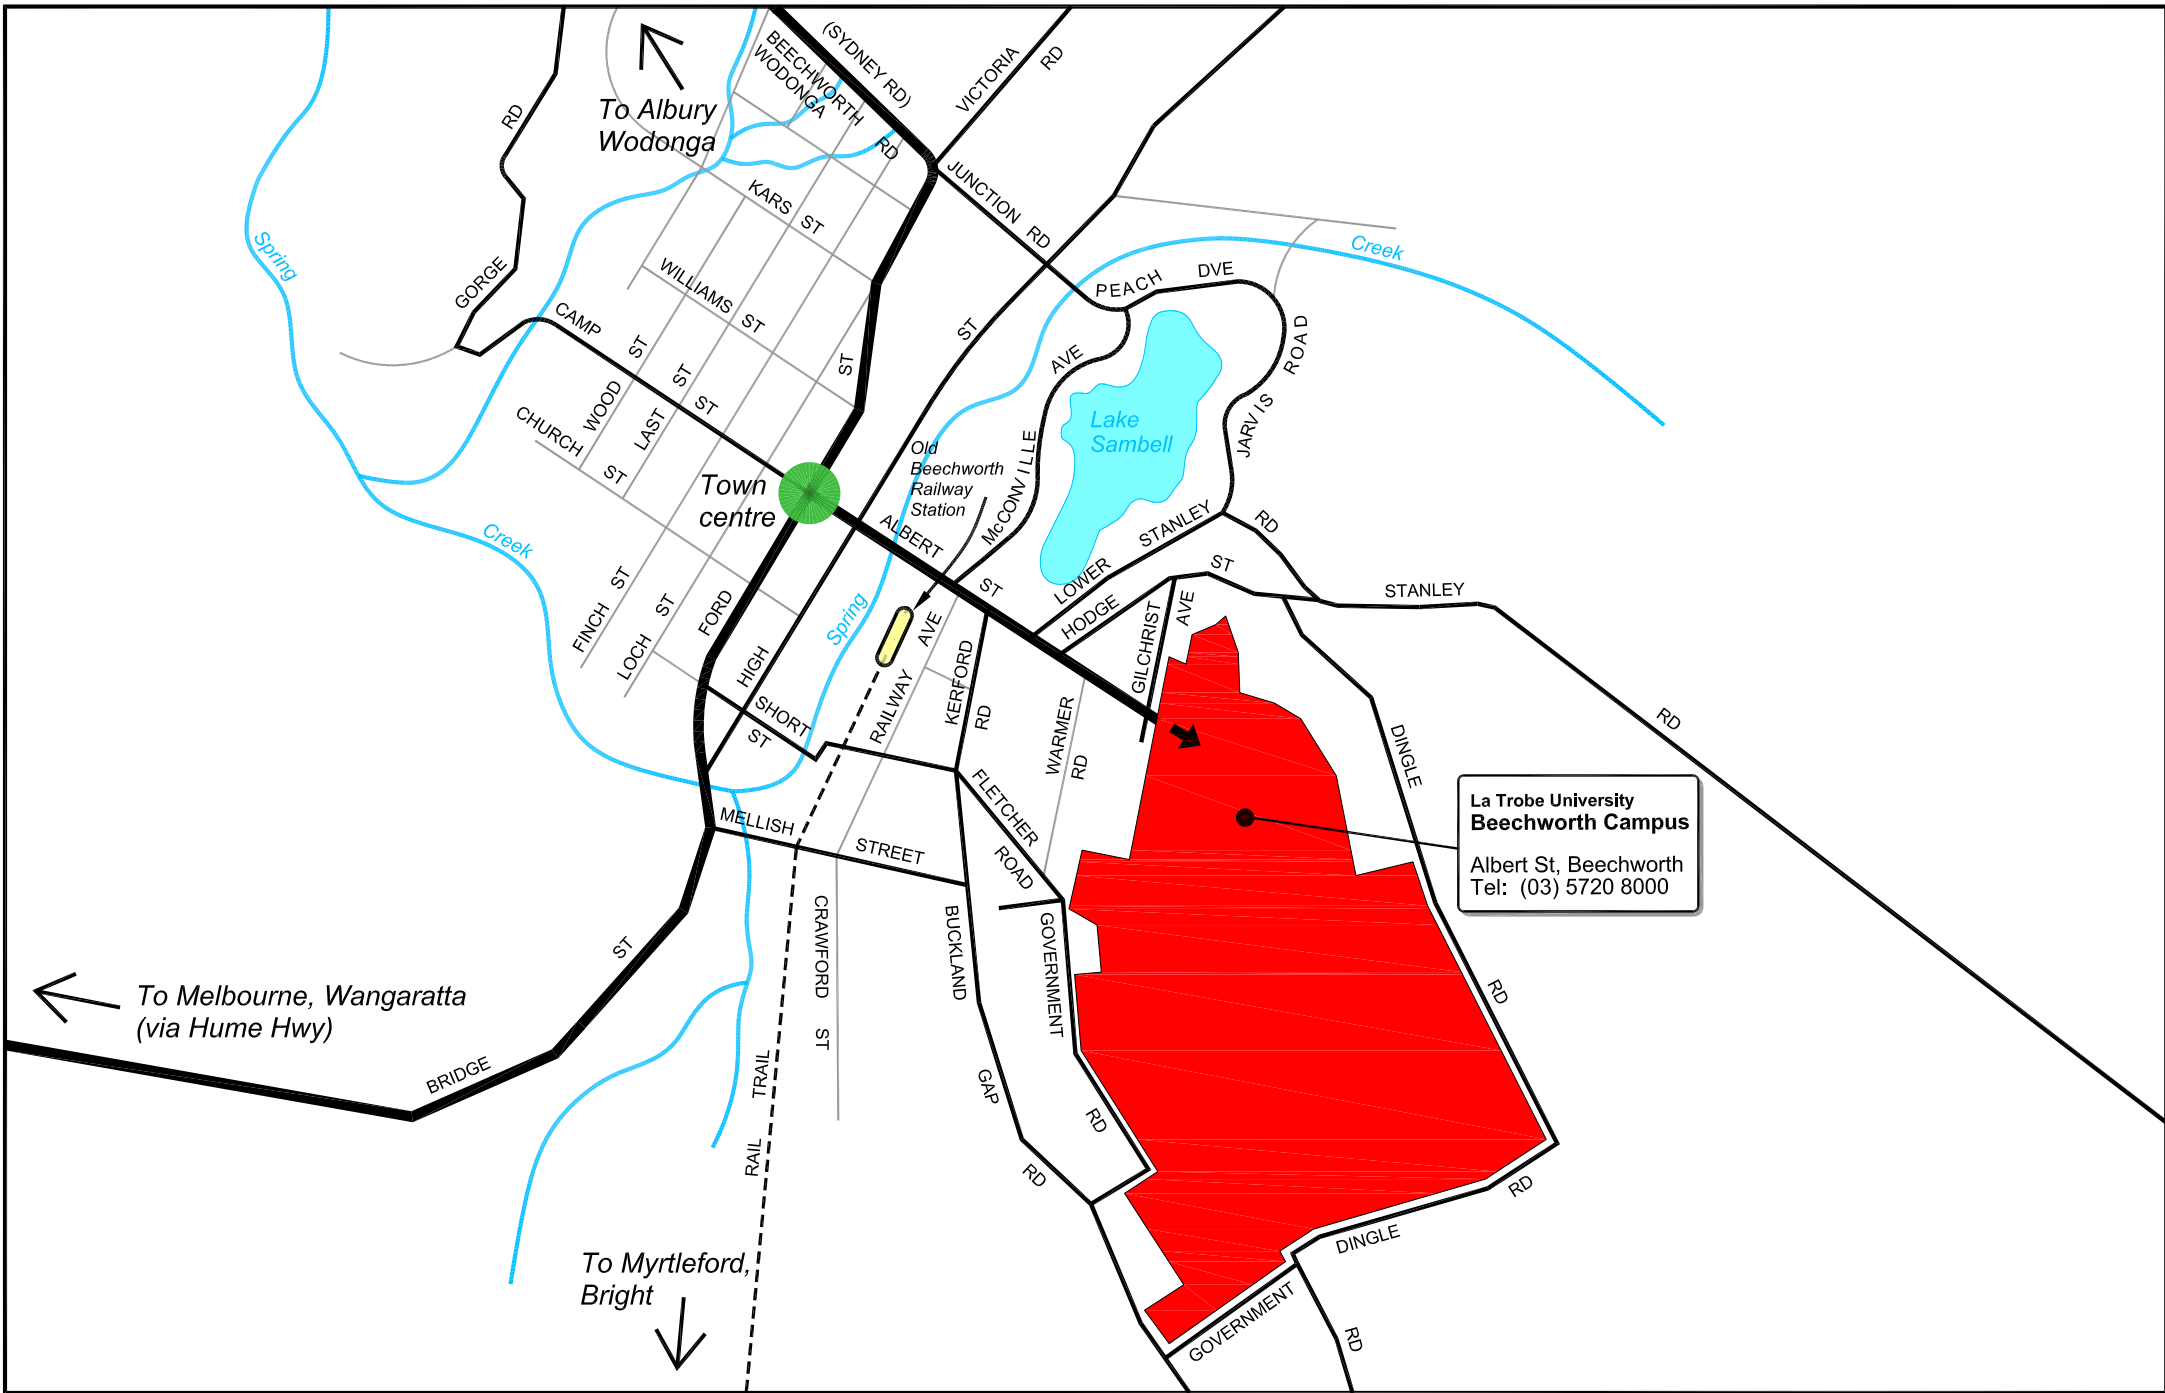 (SYDNEY RD)
BEECHWORTH
WODONGA
RD
VICTORIA
RD
To Albury
Wodonga
RD
GORGE
JUNCTION
RD
KARS
ST
WILLIAMS
ST
Spring
Creek
PEACH
DVE
CAMP
ST
ST
ST
ST
ST
AVE
ROAD
JARVIS
WOOD
LAST
CHURCH
ST
Lake
Sambell
Old
Beechworth
Railway
Station
McCONVILLE
Town
centre
ALBERT
ST
LOWER
STANLEY
RD
Creek
HODGE
ST
STANLEY
RD
FINCH
ST
LOCH
ST
FORD
HIGH
Spring
AVE
RAILWAY
KERFORD
RD
GILCHRIST
AVE
WARMER
RD
SHORT
ST
DINGLE
RD
La Trobe University
Beechworth Campus
Albert St, Beechworth
Tel: (03) 5720 8000
MELLISH
STREET
FLETCHER
ROAD
CRAWFORD
ST
BUCKLAND
GAP
RD
GOVERNMENT
RD
ST
BRIDGE
To Melbourne, Wangaratta
(via Hume Hwy)
TRAIL
RAIL
To Myrtleford,
Bright
RD
DINGLE
GOVERNMENT
RD